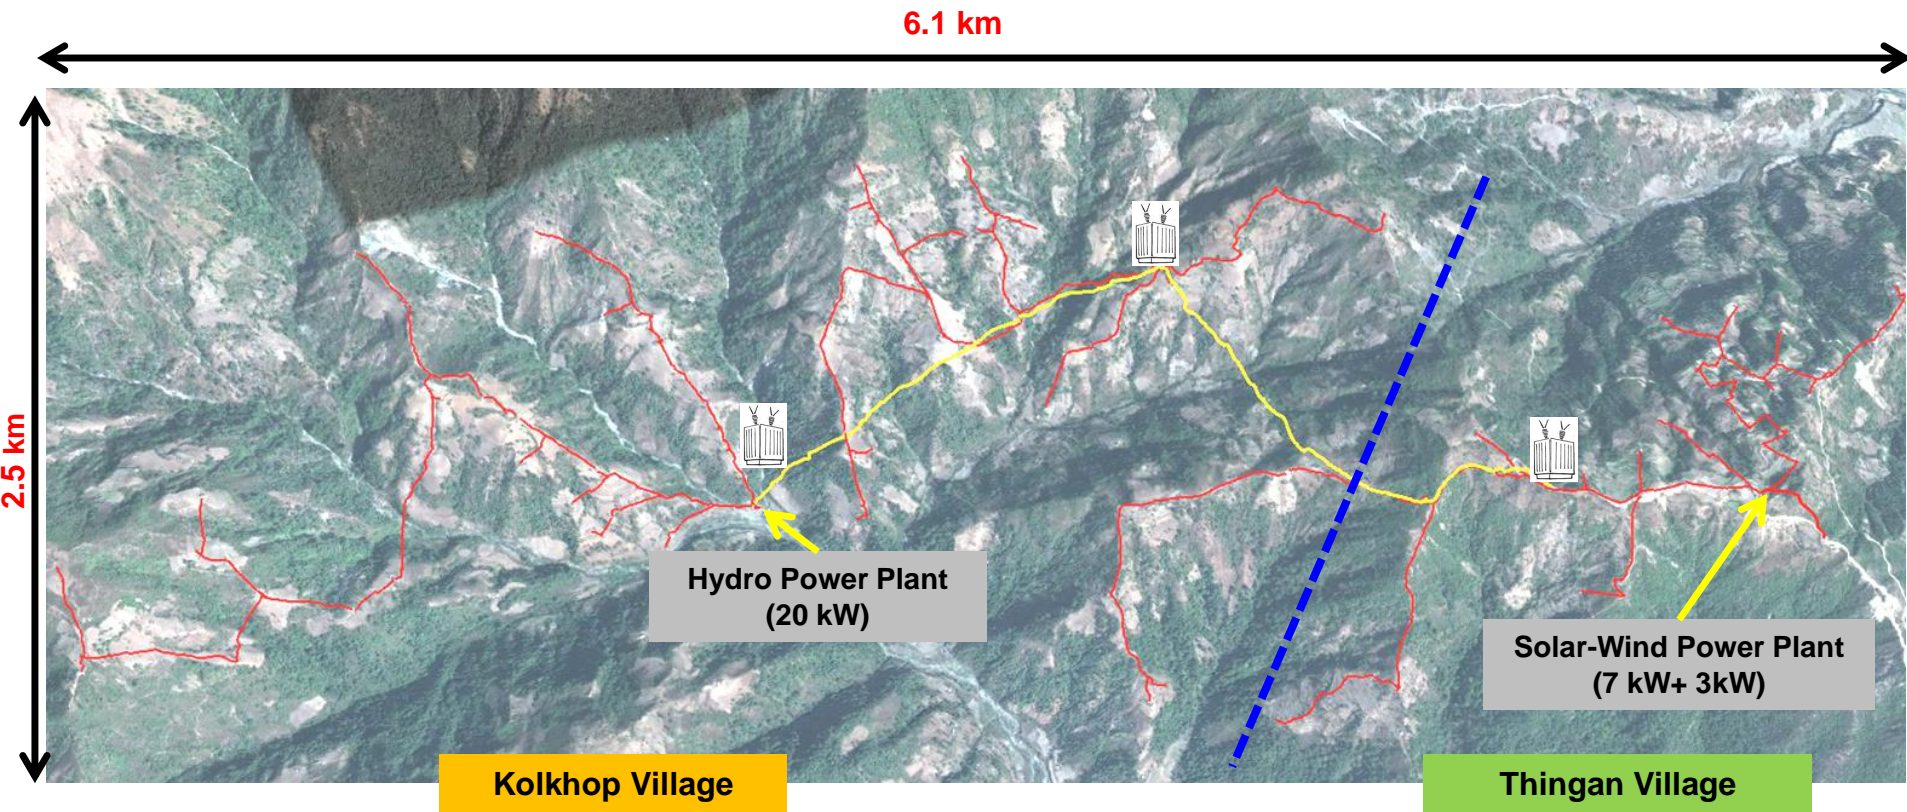 6.1 km
2.5 km
Hydro Power Plant
(20 kW)
Solar-Wind Power Plant
(7 kW+ 3kW)
Kolkhop Village
Thingan Village